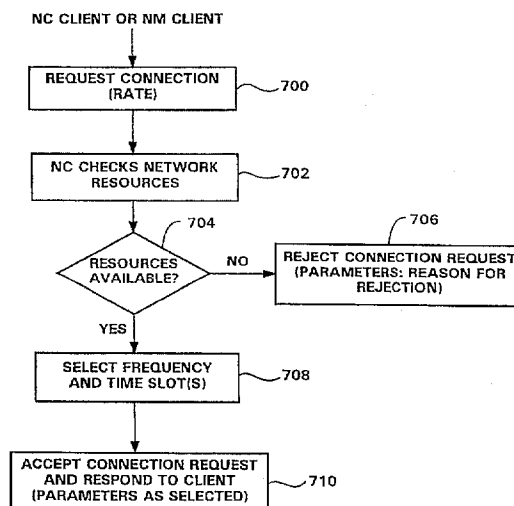 NC CLIENT OR NM CLIENT
REQUEST CONNECTION
(RATE)
700
NC CHECKS NETWORK
RESOURCES
702
704
RESOURCES
AVAILABLE?
NO
706
REJECT CONNECTION REQUEST
(PARAMETERS: REASON FOR
REJECTION)
YES
SELECT FREQUENCY
AND TIME SLOT(S)
708
ACCEPT CONNECTION REQUEST
AND RESPOND TO CLIENT
(PARAMETERS AS SELECTED)
710